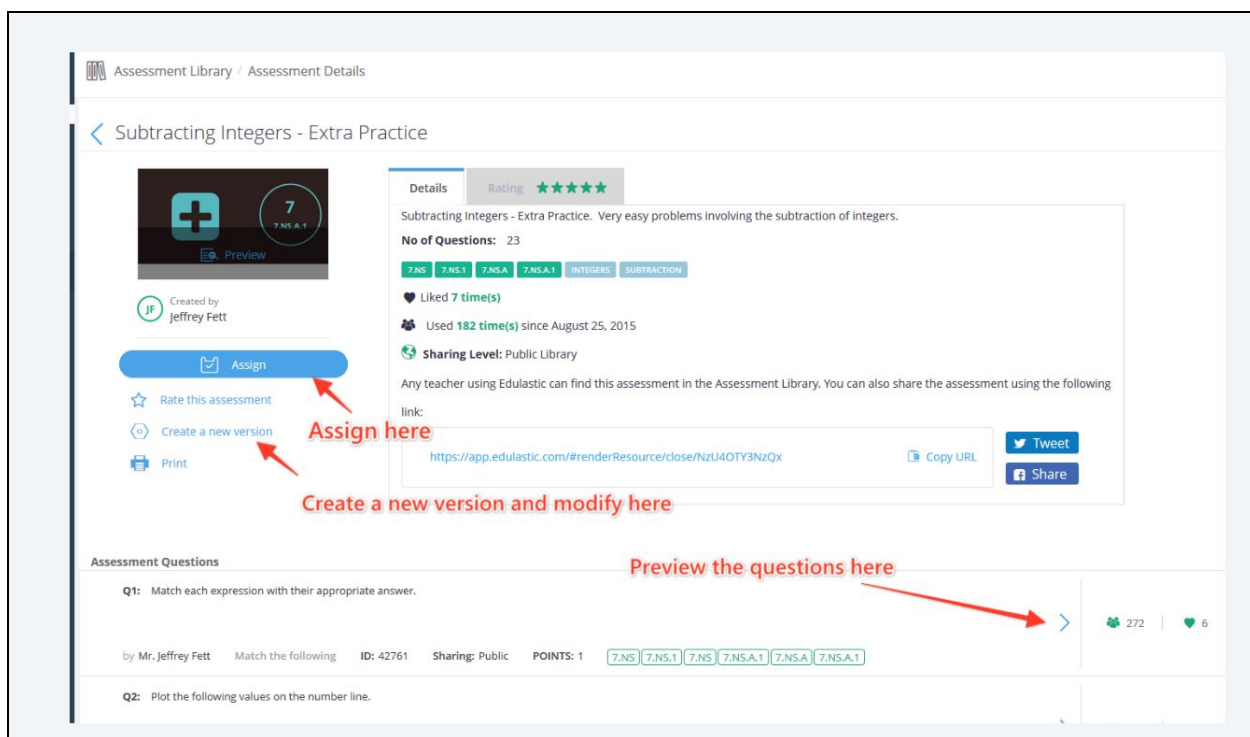 Assessment Library / Assessment Details
Subtracting Integers - Extra Practice
7
7.NS.A.1
Preview
JF
Created by
Jeffrey Fett
Assign
Rate this assessment
Create a new version
Print
Assign here
Create a new version and modify here
Details Rating
Subtracting Integers - Extra Practice. Very easy problems involving the subtraction of integers.
No of Questions: 23
7.NS 7.NS.1 7.NS.A 7.NS.A.1 INTEGERS SUBTRACTION
Liked 7 time(s)
Used 182 time(s) since August 25, 2015
Sharing Level: Public Library
Any teacher using Edulastic can find this assessment in the Assessment Library. You can also share the assessment using the following
link:
https://app.edulastic.com/#renderResource/close/NzU4OTY3NzQx Copy URL
Tweet
Share
Assessment Questions
Preview the questions here
Q1: Match each expression with their appropriate answer.
272 6
by Mr. Jeffrey Fett Match the following ID: 42761 Sharing: Public POINTS: 1 7.NS 7.NS.1 7.NS 7.NS.A.1 7.NS.A 7.NS.A.1
Q2: Plot the following values on the number line.